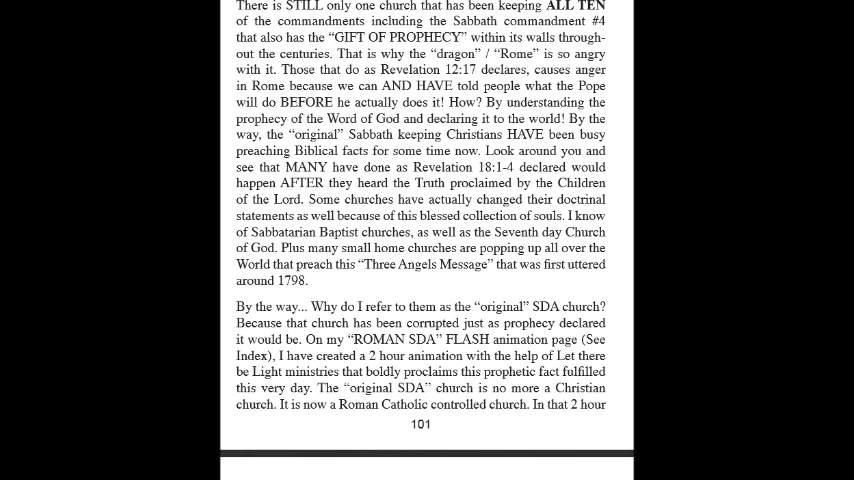 There is STILL only one church that has been keeping ALL TEN
of the commandments including the Sabbath commandment #4
that also has the “GIFT OF PROPHECY” within its walls through-
out the centuries. That is why the “dragon” / “Rome” is so angry
with it. Those that do as Revelation 12:17 declares, causes anger
in Rome because we can AND HAVE told people what the Pope
will do BEFORE he actually does it! How? By understanding the
prophecy of the Word of God and declaring it to the world! By the
way, the “original” Sabbath keeping Christians HAVE been busy
preaching Biblical facts for some time now. Look around you and
see that MANY have done as Revelation 18:1-4 declared would
happen AFTER they heard the Truth proclaimed by the Children
of the Lord. Some churches have actually changed their doctrinal
statements as well because of this blessed collection of souls. I know
of Sabbatarian Baptist churches, as well as the Seventh day Church
of God. Plus many small home churches are popping up all over the
World that preach this “Three Angels Message” that was first uttered
around 1798.
By the way... Why do I refer to them as the “original” SDA church?
Because that church has been corrupted just as prophecy declared
it would be. On my “ROMAN SDA” FLASH animation page (See
Index), I have created a 2 hour animation with the help of Let there
be Light ministries that boldly proclaims this prophetic fact fulfilled
this very day. The “original SDA” church is no more a Christian
church. It is now a Roman Catholic controlled church. In that 2 hour
101